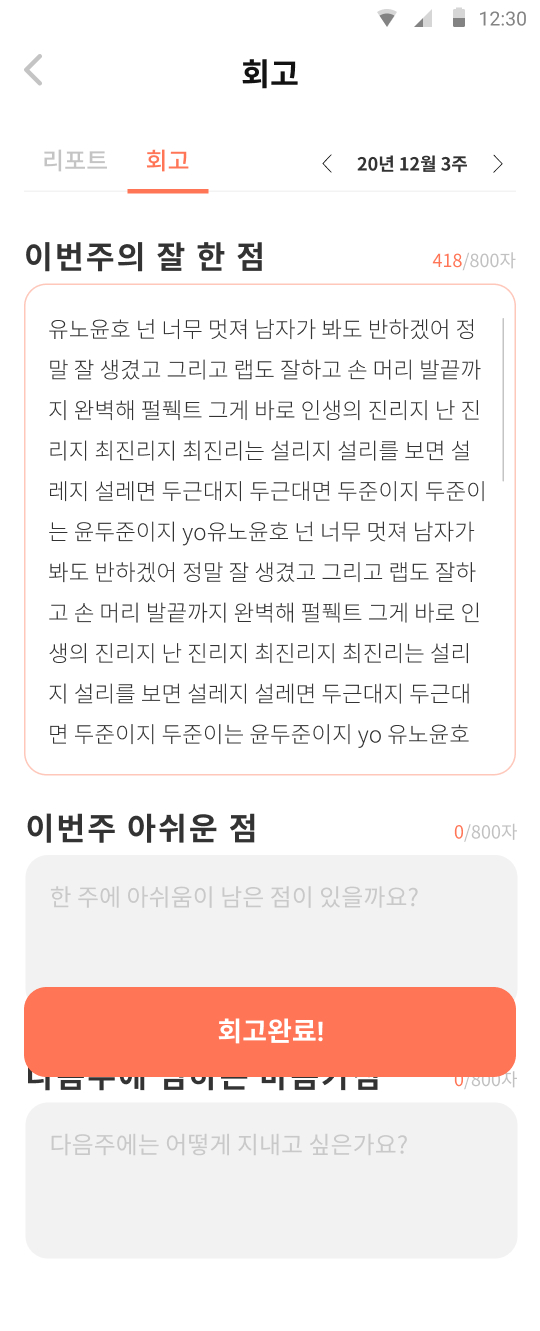 12:30
회고
리포트 회고 20년 12월 3주
이번주의 잘 한 점 418/800자
유노윤호 넌 너무 멋져 남자가 봐도 반하겠어 정
말 잘 생겼고 그리고 랩도 잘하고 손 머리 발끝까
지 완벽해 펄펙트 그게 바로 인생의 진리지 난 진
리지 최진리지 최진리는 설리지 설리를 보면 설
레지 설레면 두근대지 두근대면 두준이지 두준이
는 윤두준이지 yo유노윤호 넌 너무 멋져 남자가
봐도 반하겠어 정말 잘 생겼고 그리고 랩도 잘하
고 손 머리 발끝까지 완벽해 펄펙트 그게 바로 인
생의 진리지 난 진리지 최진리지 최진리는 설리
지 설리를 보면 설레지 설레면 두근대지 두근대
면 두준이지 두준이는 윤두준이지 yo 유노윤호
이번주 아쉬운 점 0/800자
한 주에 아쉬움이 남은 점이 있을까요?
회고완료!
다음주에 임하는 마음가짐 0/800자
다음주에는 어떻게 지내고 싶은가요?